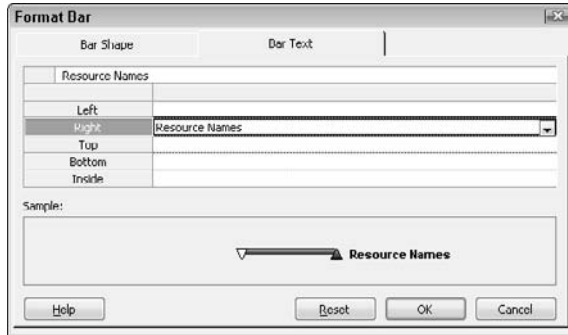 Format Bar
Bar Shape Bar Text
Resource Names
Left
Right Resource Names
Top
Bottom
Inside
Sample:
Resource Names
Help Reset OK Cancel